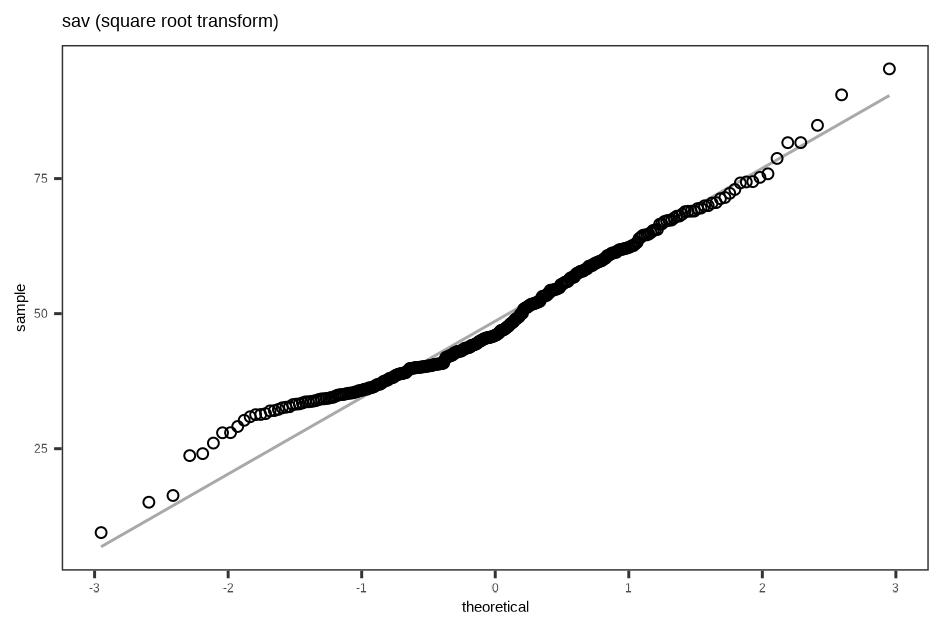 sav (square root transform)
sample
75
50
25
-3 -2 -1 0 1 2 3
theoretical